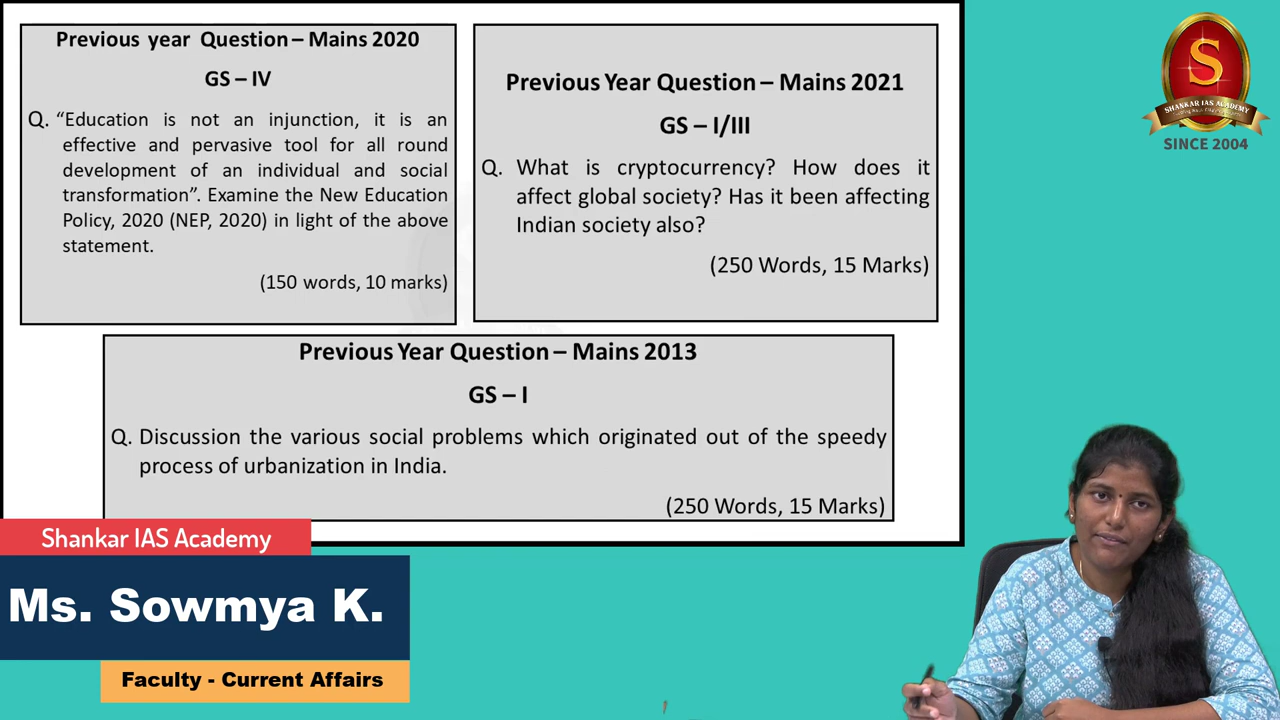 Previous year Question – Mains 2020
GS – IV
Q. “Education is not an injunction, it is an
effective and pervasive tool for all round
development of an individual and social
transformation”. Examine the New Education
Policy, 2020 (NEP, 2020) in light of the above
statement.
(150 words, 10 marks)
Previous Year Question – Mains 2021
GS – I/III
Q. What is cryptocurrency? How does it
affect global society? Has it been affecting
Indian society also?
(250 Words, 15 Marks)
Previous Year Question – Mains 2013
GS – I
Q. Discussion the various social problems which originated out of the speedy
process of urbanization in India.
(250 Words, 15 Marks)
S
SHANKAR IAS ACADEMY
SINCE 2004
Shankar IAS Academy
Ms. Sowmya K.
Faculty - Current Affairs